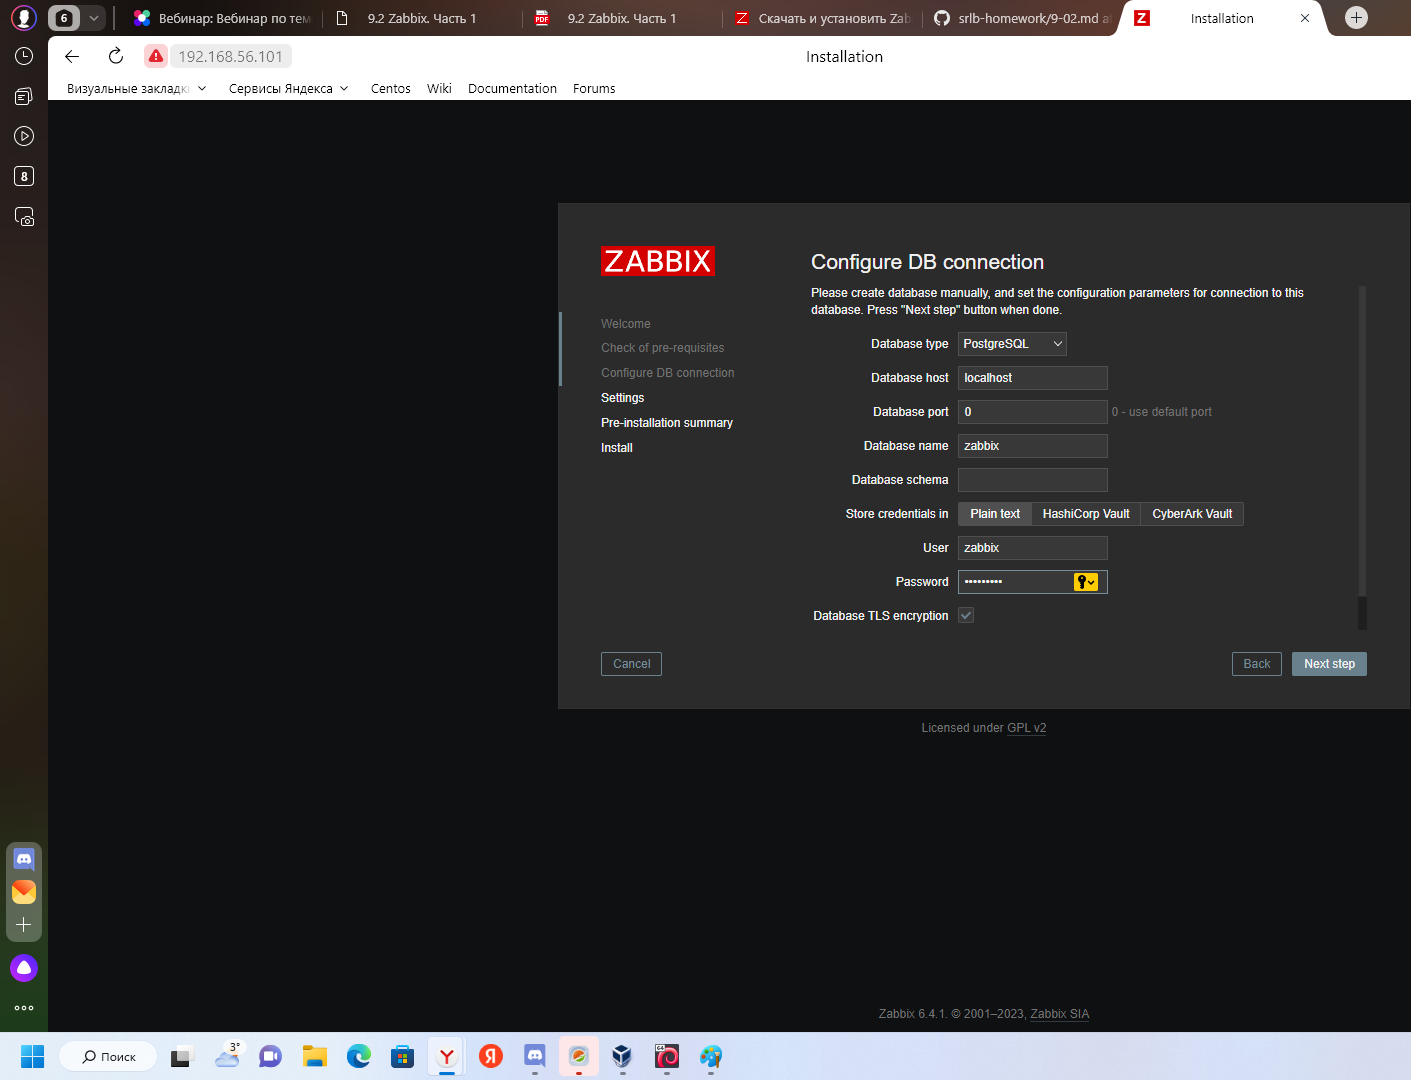 6
Вебинар: Вебинар по тем
9.2 Zabbix. Часть 1
9.2 Zabbix. Часть 1
Скачать и установить Zab
srlb-homework/9-02.md a
Installation
192.168.56.101
Installation
Визуальные закладк
Сервисы Яндекса
Centos
Wiki
Documentation
Forums
8
ZABBIX
Welcome
Check of pre-requisites
Configure DB connection
Settings
Pre-installation summary
Install
Configure DB connection
Please create database manually, and set the configuration parameters for connection to this
database. Press "Next step" button when done.
Database type PostgreSQL
Database host localhost
Database port 0 0 - use default port
Database name zabbix
Database schema
Store credentials in Plain text HashiCorp Vault CyberArk Vault
User zabbix
Password •••••••••
Database TLS encryption
Cancel
Back
Next step
Licensed under GPL v2
Zabbix 6.4.1. © 2001–2023, Zabbix SIA
Поиск
3°